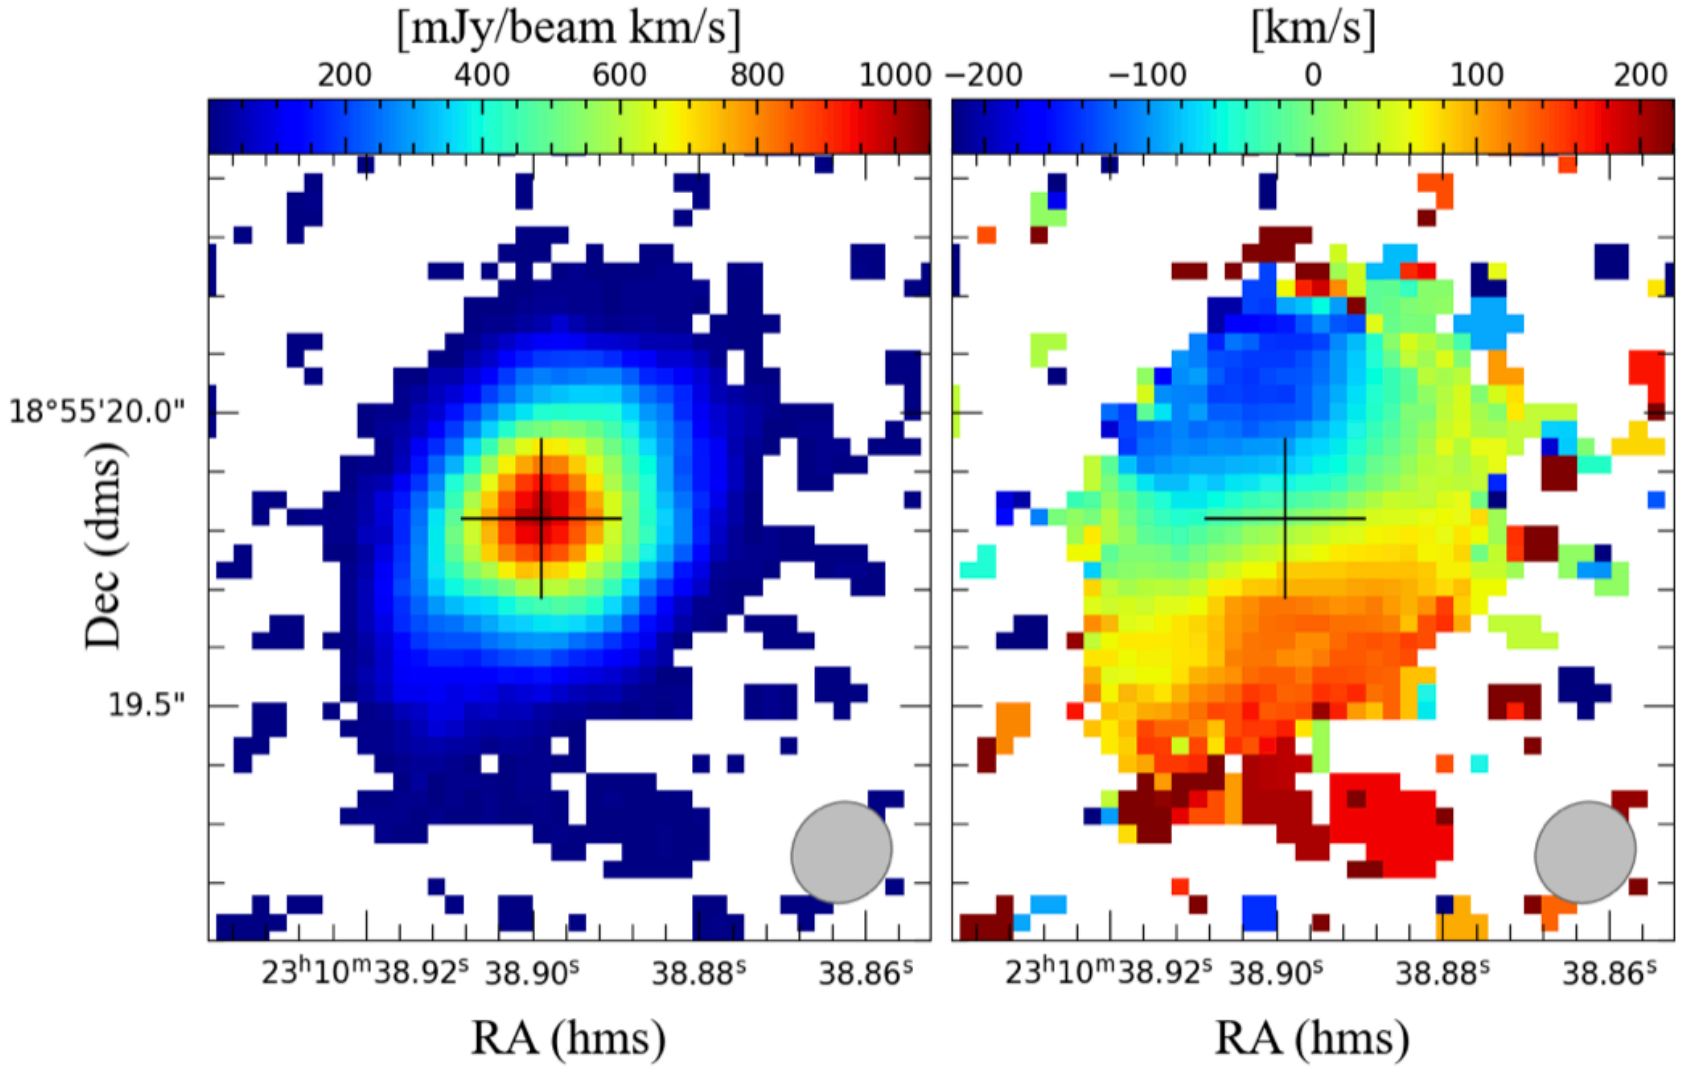 [mJy/beam km/s] [km/s]
200 400 600 800 1000 −200 −100 0 100 200
18°55'20.0"
19.5"
Dec (dms)
23ʰ10ᵐ38.92ˢ 38.90ˢ 38.88ˢ 38.86ˢ 23ʰ10ᵐ38.92ˢ 38.90ˢ 38.88ˢ 38.86ˢ
RA (hms) RA (hms)